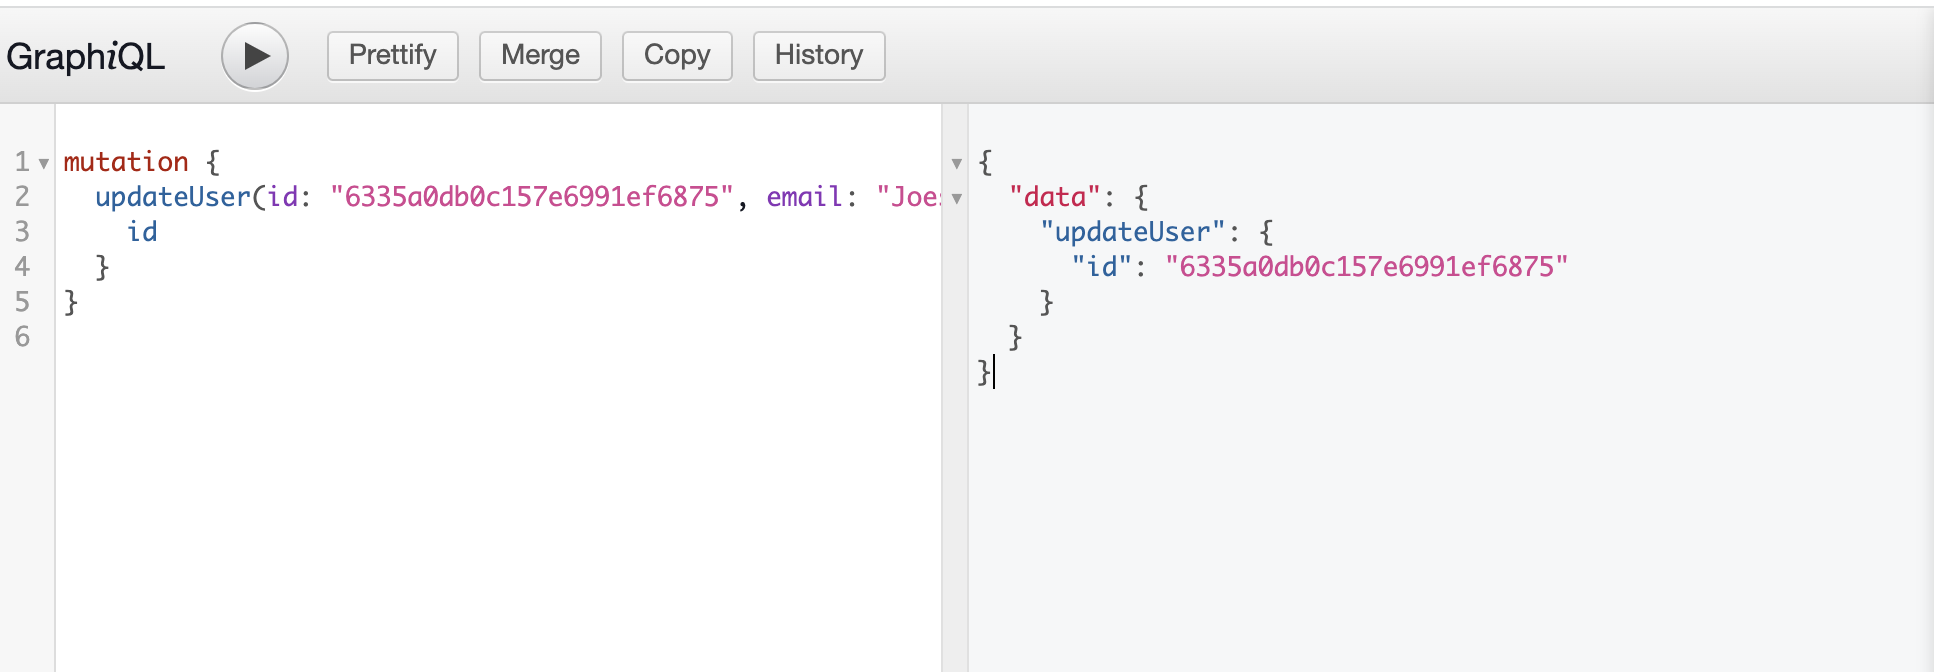 GraphiQL Prettify Merge Copy History
1 mutation {
2 updateUser(id: "6335a0db0c157e6991ef6875", email: "Joe
3 id
4 }
5 }
6
{
"data": {
"updateUser": {
"id": "6335a0db0c157e6991ef6875"
}
}
}